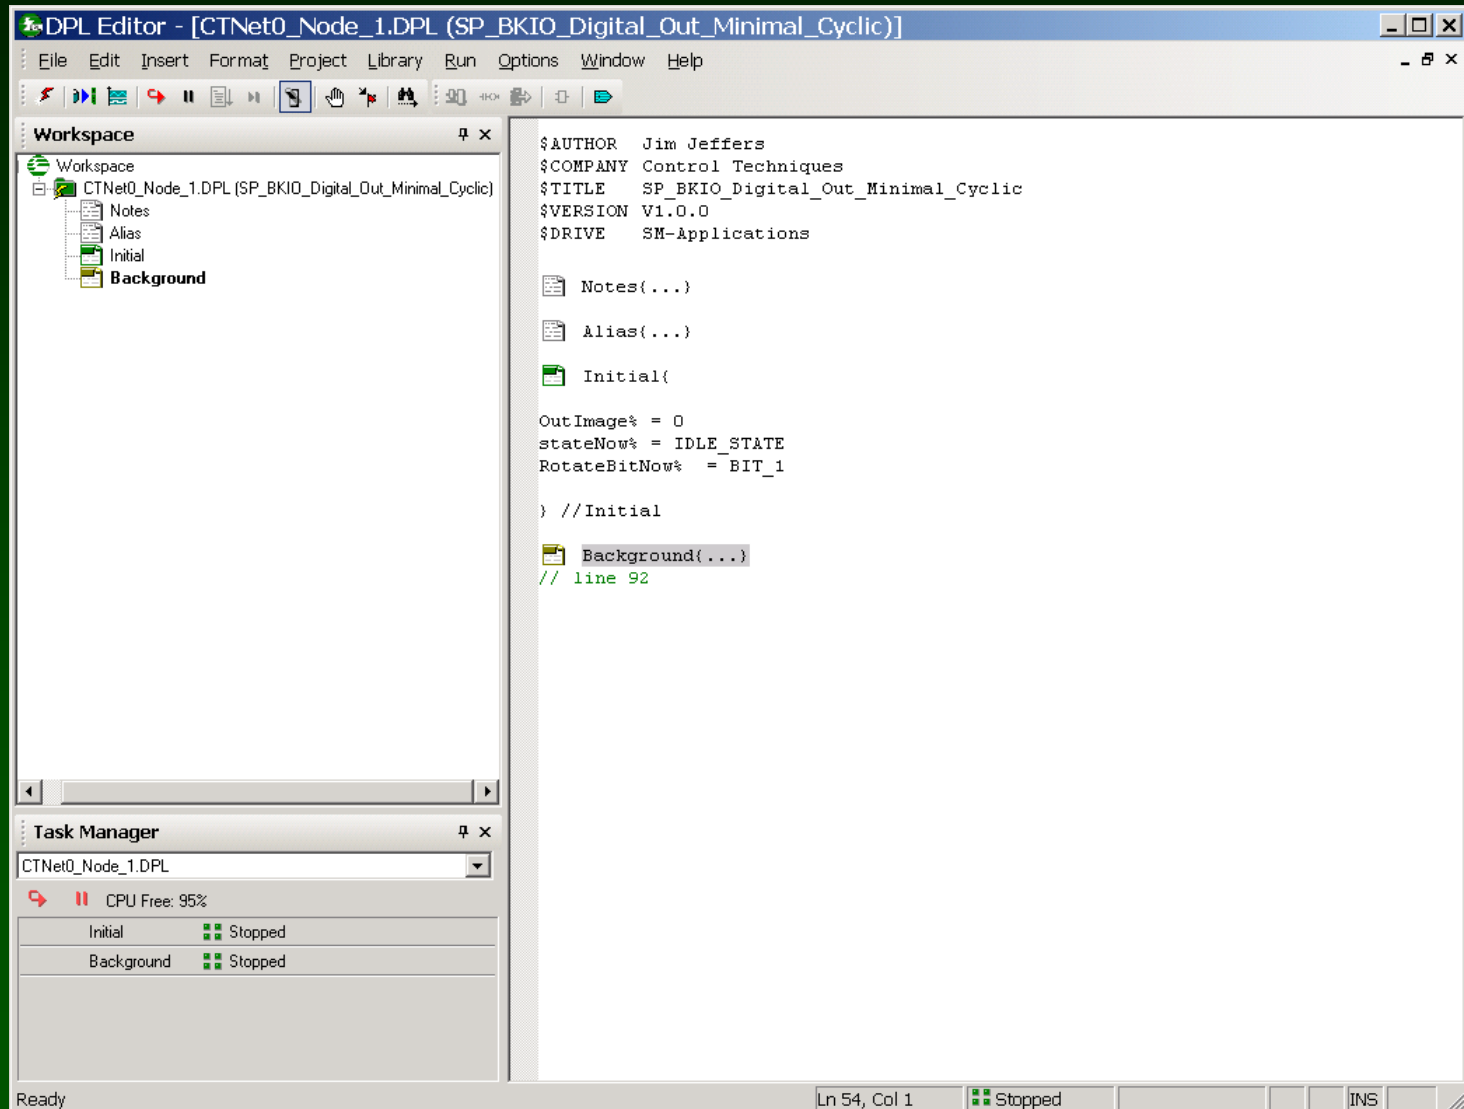 DPL Editor - [CTNet0_Node_1.DPL (SP_BKIO_Digital_Out_Minimal_Cyclic)]
File Edit Insert Format Project Library Run Options Window Help
Workspace
Workspace
CTNet0_Node_1.DPL (SP_BKIO_Digital_Out_Minimal_Cyclic)
Notes
Alias
Initial
Background
Task Manager
CTNet0_Node_1.DPL
CPU Free: 95%
Initial Stopped
Background Stopped
$AUTHOR Jim Jeffers
$COMPANY Control Techniques
$TITLE SP_BKIO_Digital_Out_Minimal_Cyclic
$VERSION V1.0.0
$DRIVE SM-Applications
Notes{...}
Alias{...}
Initial{
OutImage% = 0
stateNow% = IDLE_STATE
RotateBitNow% = BIT_1
} //Initial
Background{...}
// line 92
Ready Ln 54, Col 1 Stopped INS